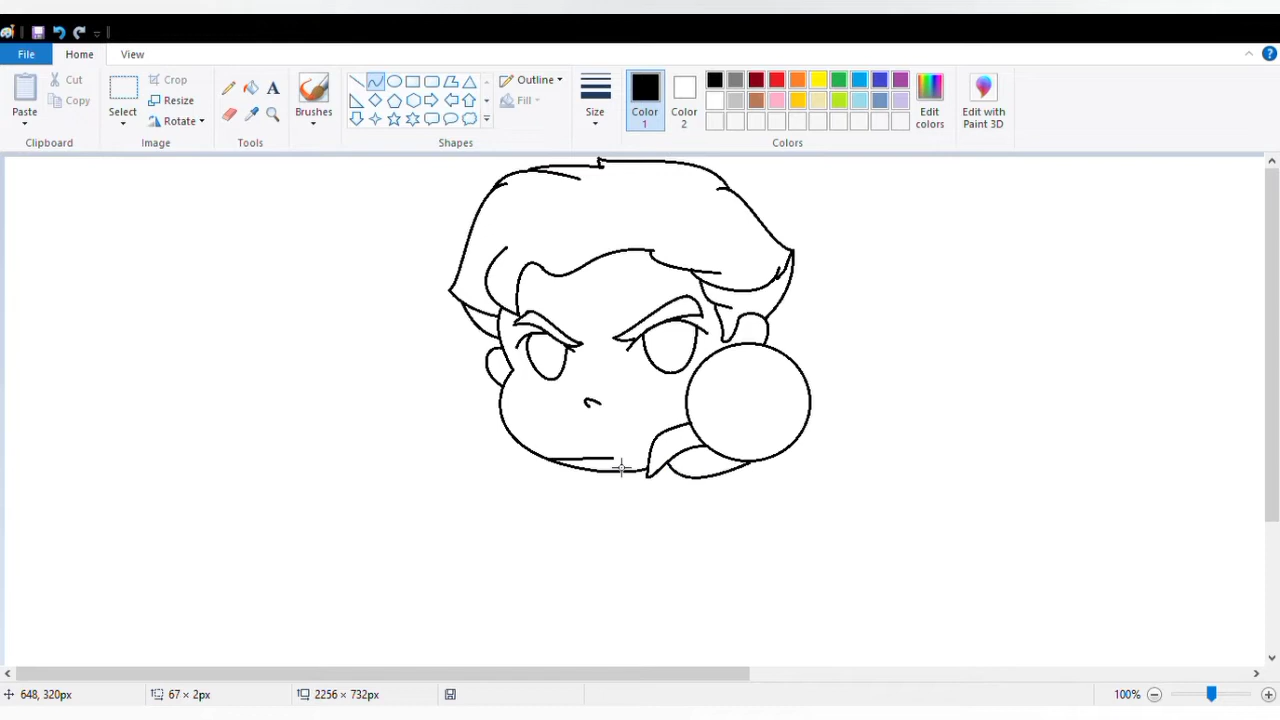 File Home View
Paste
Cut
Copy
Clipboard
Select
Crop
Resize
Rotate
Image
A
Tools
Brushes
Outline
Fill
Shapes
Size
Color 1
Color 2
Edit colors
Colors
Edit with Paint 3D
648, 320px
67 × 2px
2256 × 732px
100%